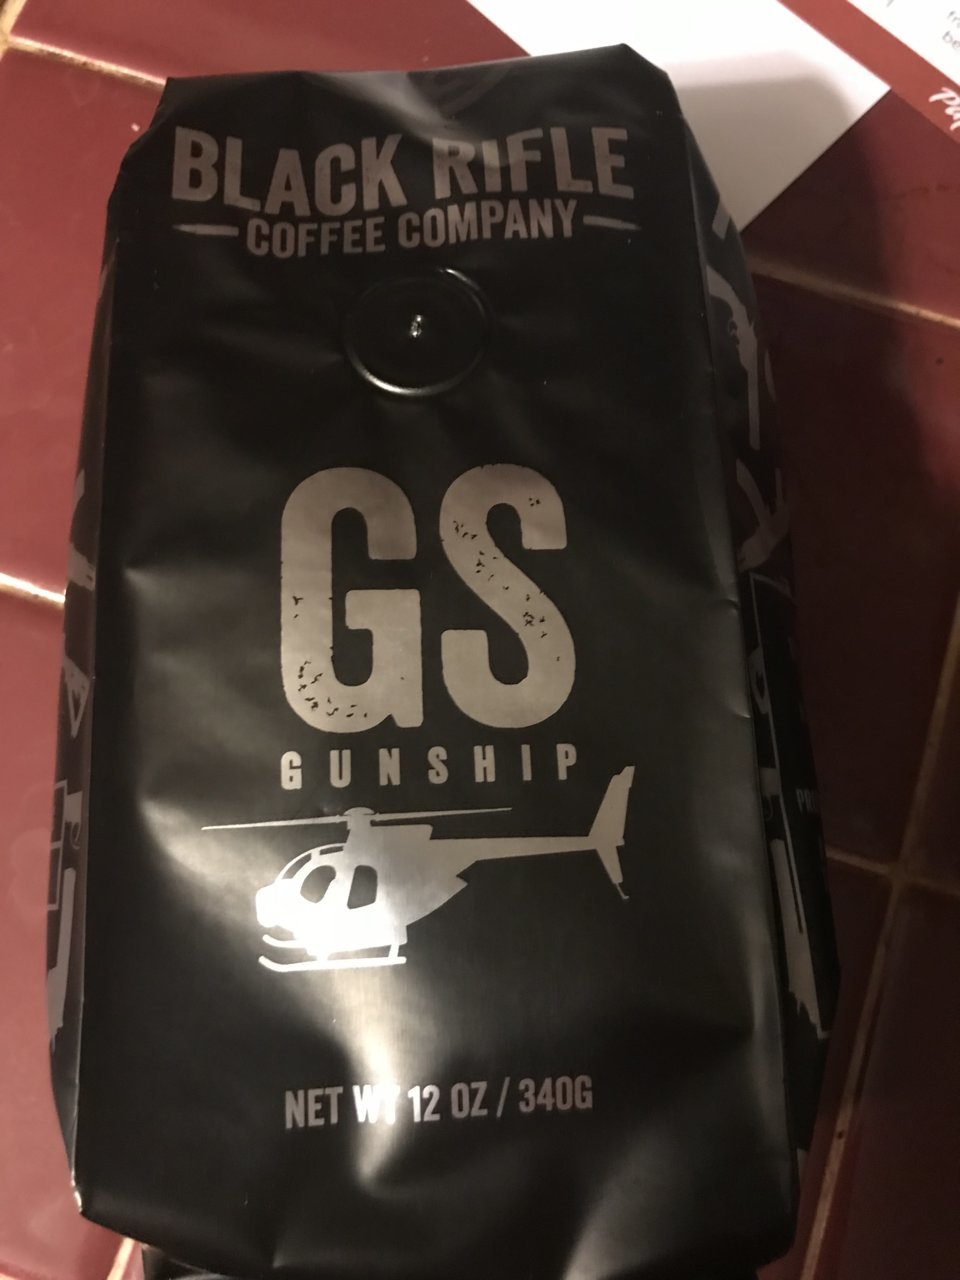 BLACK RIFLE
COFFEE COMPANY
GS
GUNSHIP
NET WT 12 OZ / 340G